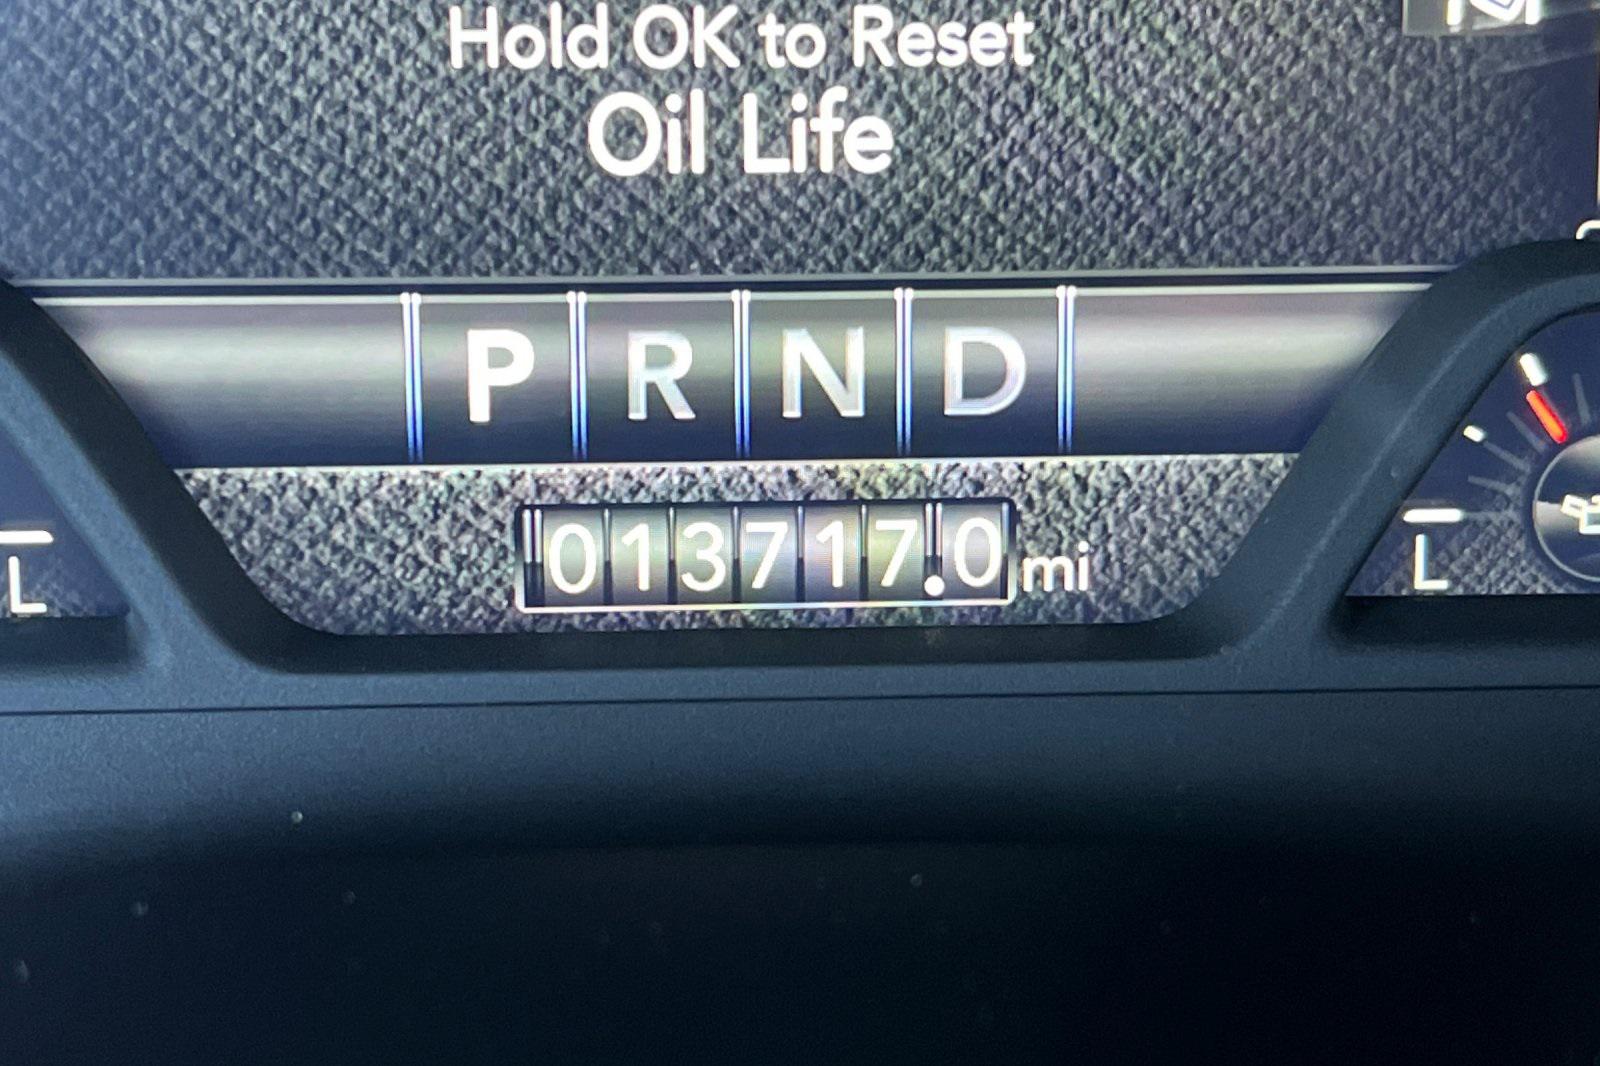 Hold OK to Reset
Oil Life
P R N D
013717.0 mi
L
L